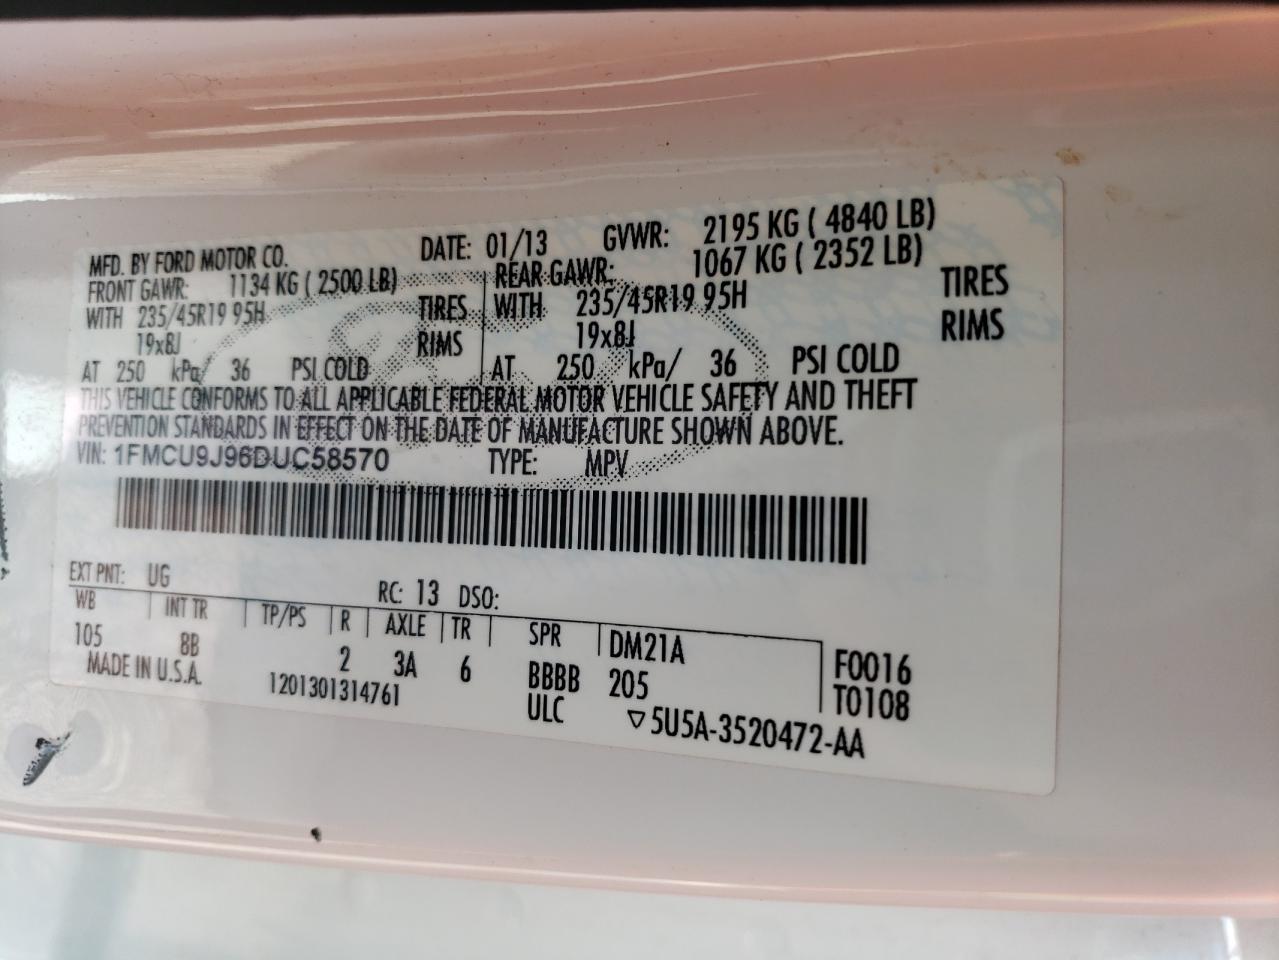 MFD. BY FORD MOTOR CO. DATE: 01/13 GVWR: 2195 KG ( 4840 LB)
FRONT GAWR: 1134 KG ( 2500 LB) REAR GAWR: 1067 KG ( 2352 LB)
WITH 235/45R19 95H TIRES WITH 235/45R19 95H TIRES
19x8J RIMS 19x8J RIMS
AT 250 kPa/ 36 PSI COLD AT 250 kPa/ 36 PSI COLD
THIS VEHICLE CONFORMS TO ALL APPLICABLE FEDERAL MOTOR VEHICLE SAFETY AND THEFT
PREVENTION STANDARDS IN EFFECT ON THE DATE OF MANUFACTURE SHOWN ABOVE.
VIN: 1FMCU9J96DUC58570 TYPE: MPV
EXT PNT: UG RC: 13 DSO:
WB INT TR TP/PS R AXLE TR SPR DM21A F0016
105 8B 2 3A 6 BBBB 205 T0108
MADE IN U.S.A. 1201301314761 ULC ▽5U5A-3520472-AA